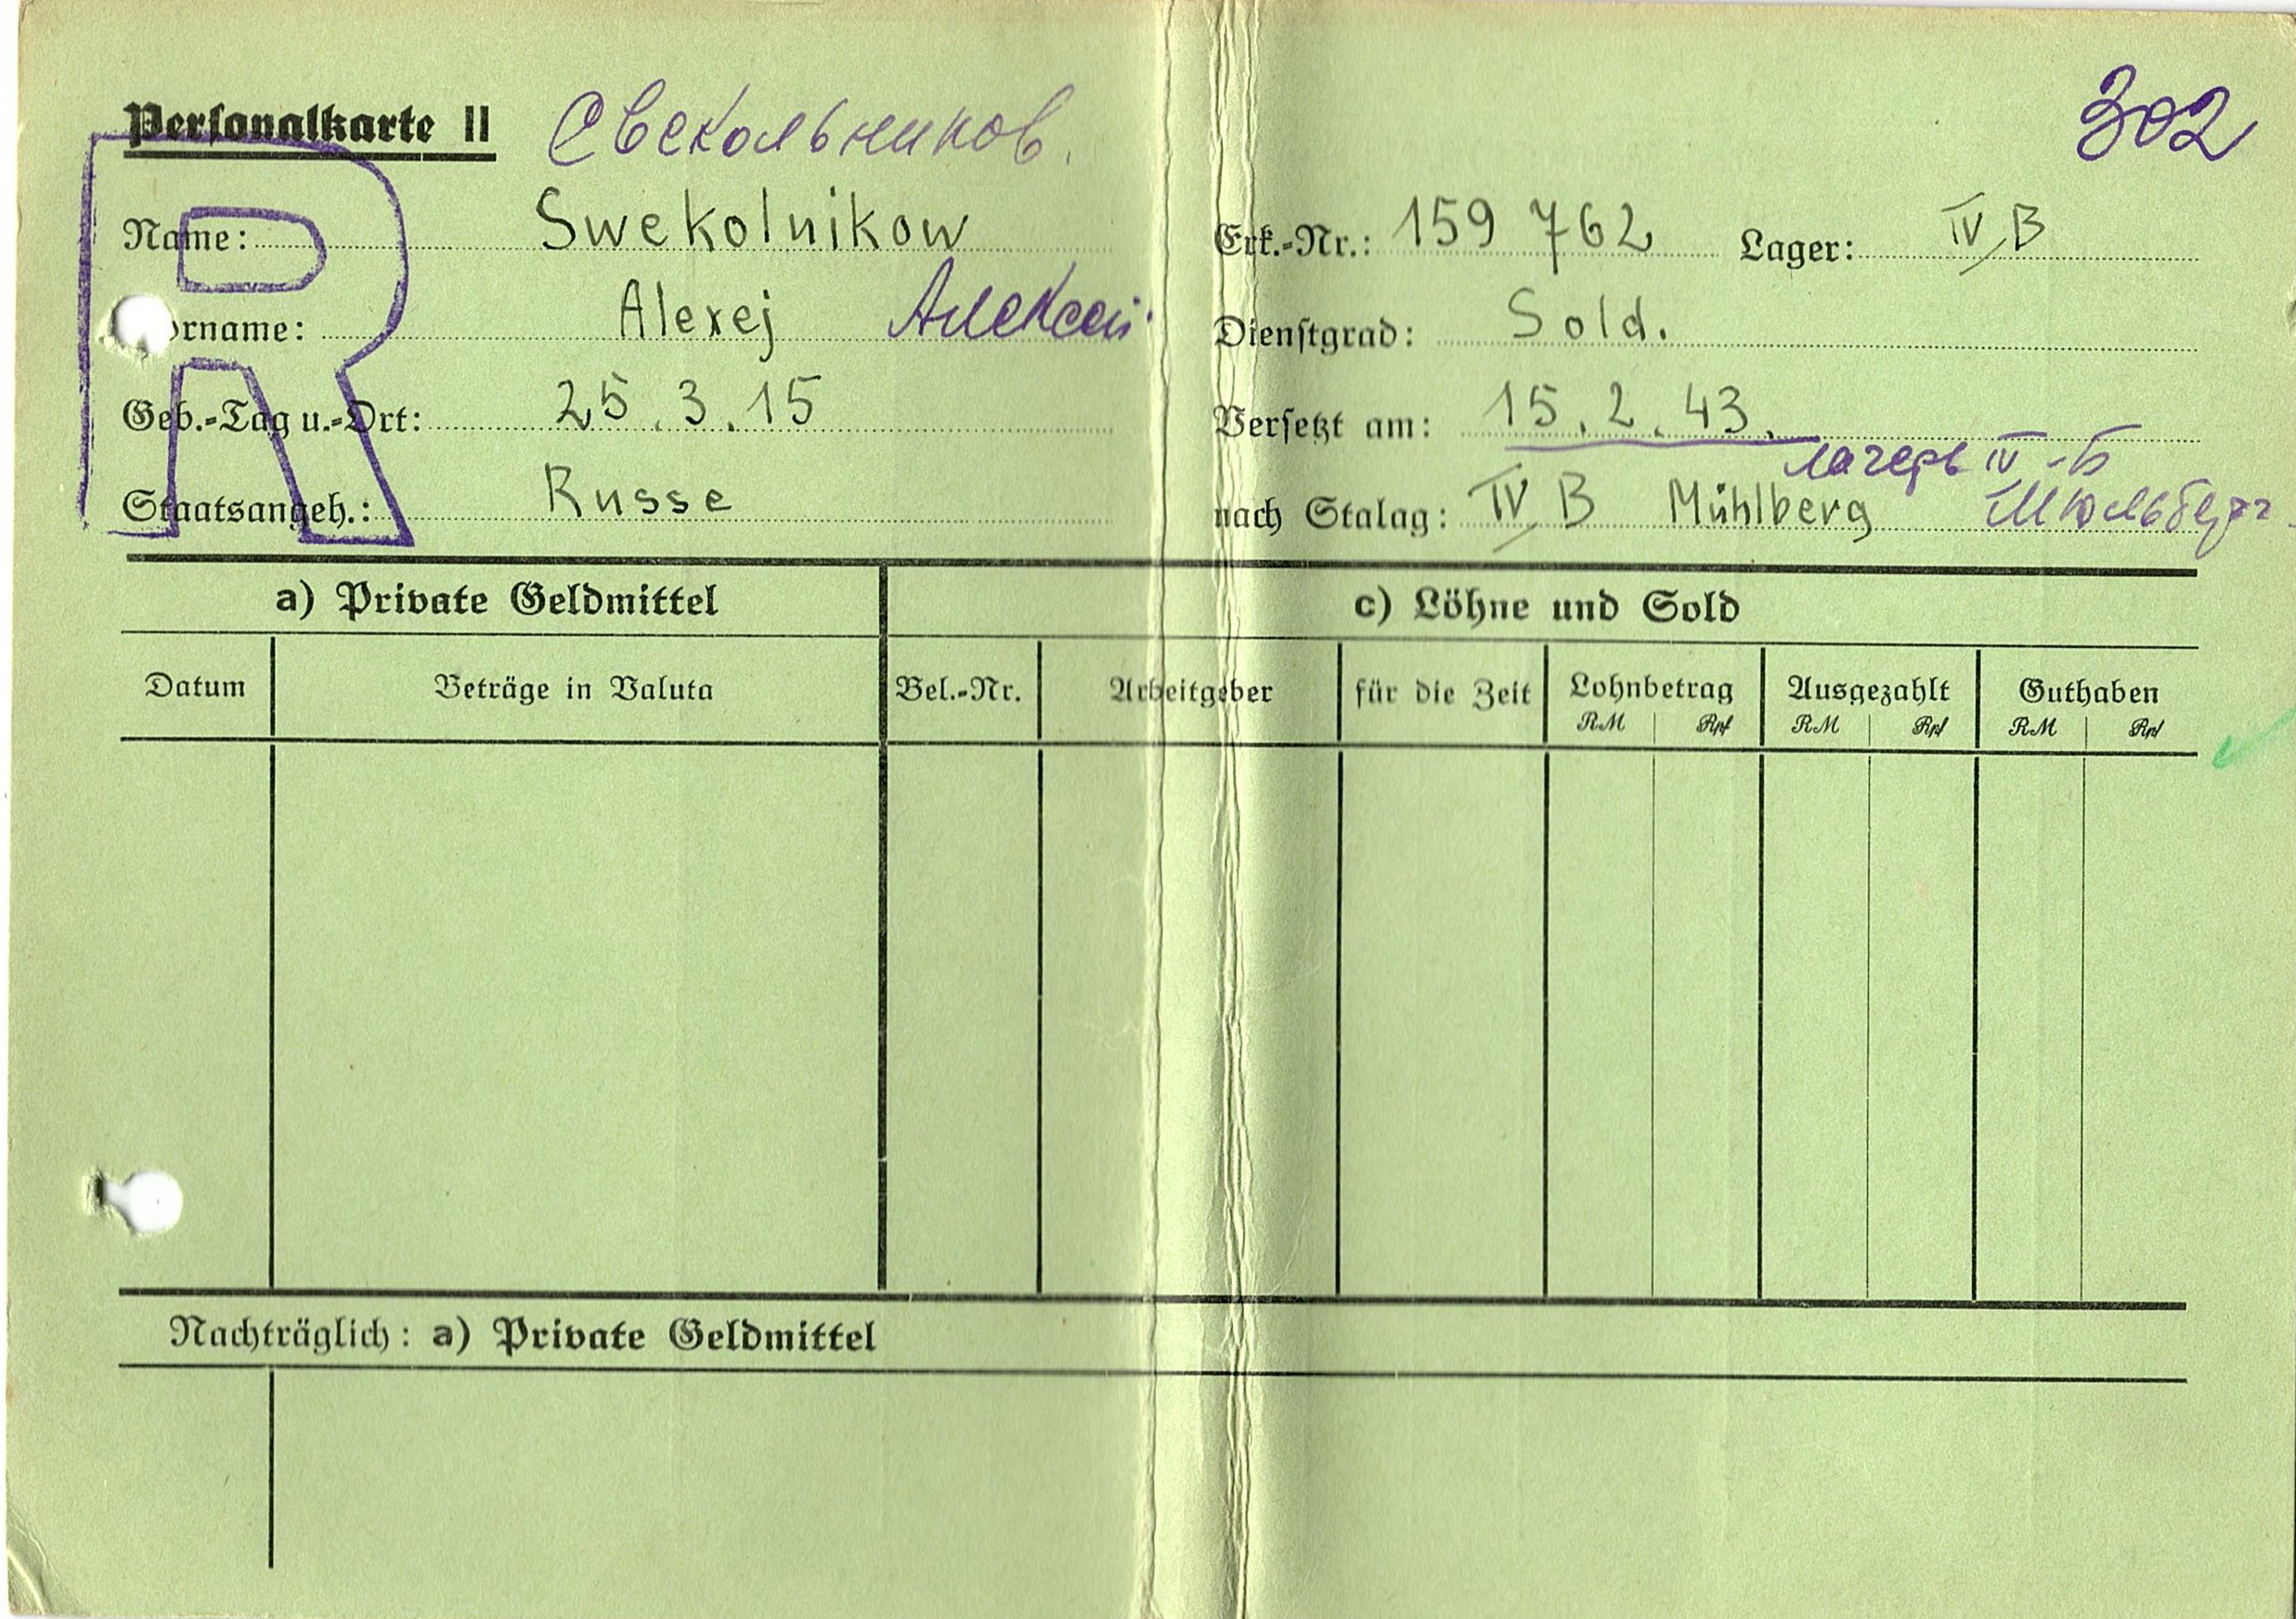 Personalkarte II Свекольников. 302
R
Name: Swekolnikow Erk.-Nr.: 159 762 Lager: IV B
orname: Alexej Алексей Dienstgrad: Sold.
Geb.-Tag u.-Ort: 25.3.15 Versetzt am: 15.2.43.
лагерь IV-Б
Staatsangeh.: Russe nach Stalag: IV B Mühlberg Мюльберг
a) Private Geldmittel c) Löhne und Sold
Datum Beträge in Valuta Bel.-Nr. Arbeitgeber für die Zeit Lohnbetrag Ausgezahlt Guthaben
RM Rpf RM Rpf RM Rpf
Nachträglich: a) Private Geldmittel